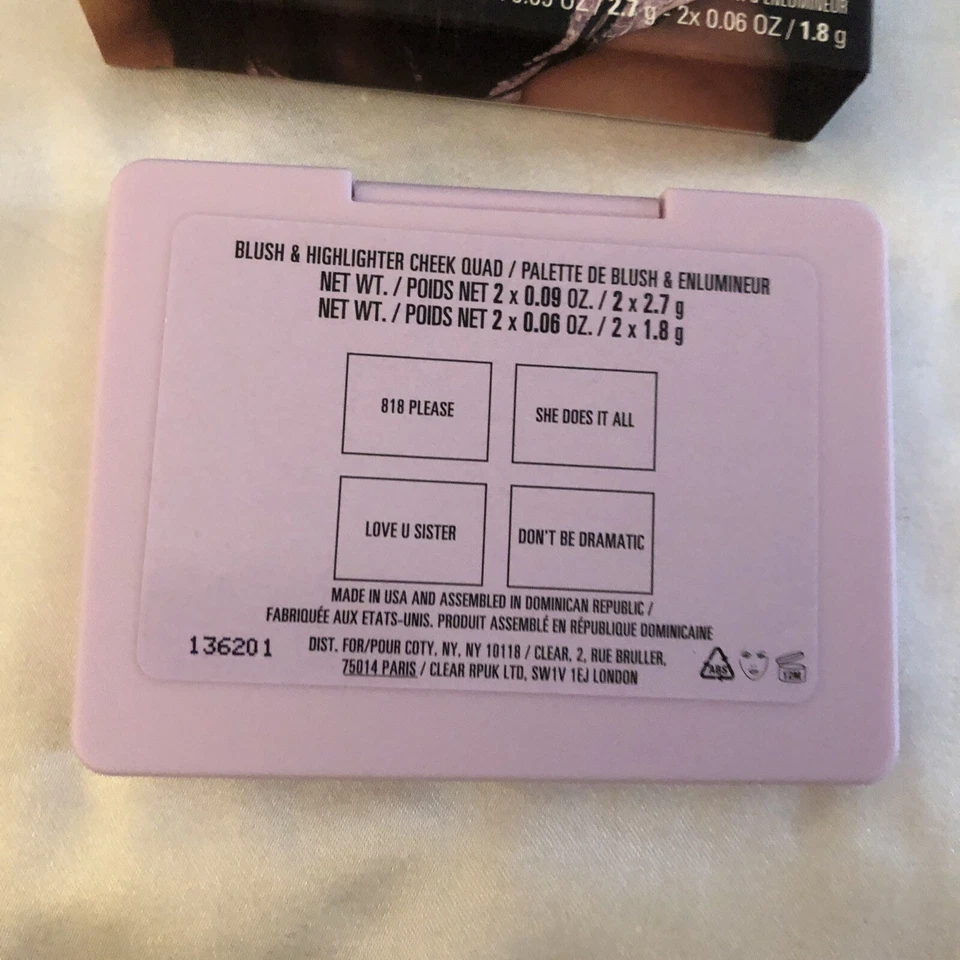 OZ / 2.7 g - 2x 0.06 OZ / 1.8 g
BLUSH & HIGHLIGHTER CHEEK QUAD / PALETTE DE BLUSH & ENLUMINEUR
NET WT. / POIDS NET 2 x 0.09 OZ. / 2 x 2.7 g
NET WT. / POIDS NET 2 x 0.06 OZ. / 2 x 1.8 g
818 PLEASE
SHE DOES IT ALL
LOVE U SISTER
DON'T BE DRAMATIC
MADE IN USA AND ASSEMBLED IN DOMINICAN REPUBLIC /
FABRIQUÉE AUX ETATS-UNIS. PRODUIT ASSEMBLÉ EN RÉPUBLIQUE DOMINICAINE
136201
DIST. FOR/POUR COTY, NY, NY 10118 / CLEAR, 2, RUE BRULLER,
75014 PARIS / CLEAR RPUK LTD, SW1V 1EJ LONDON
ABS
12M